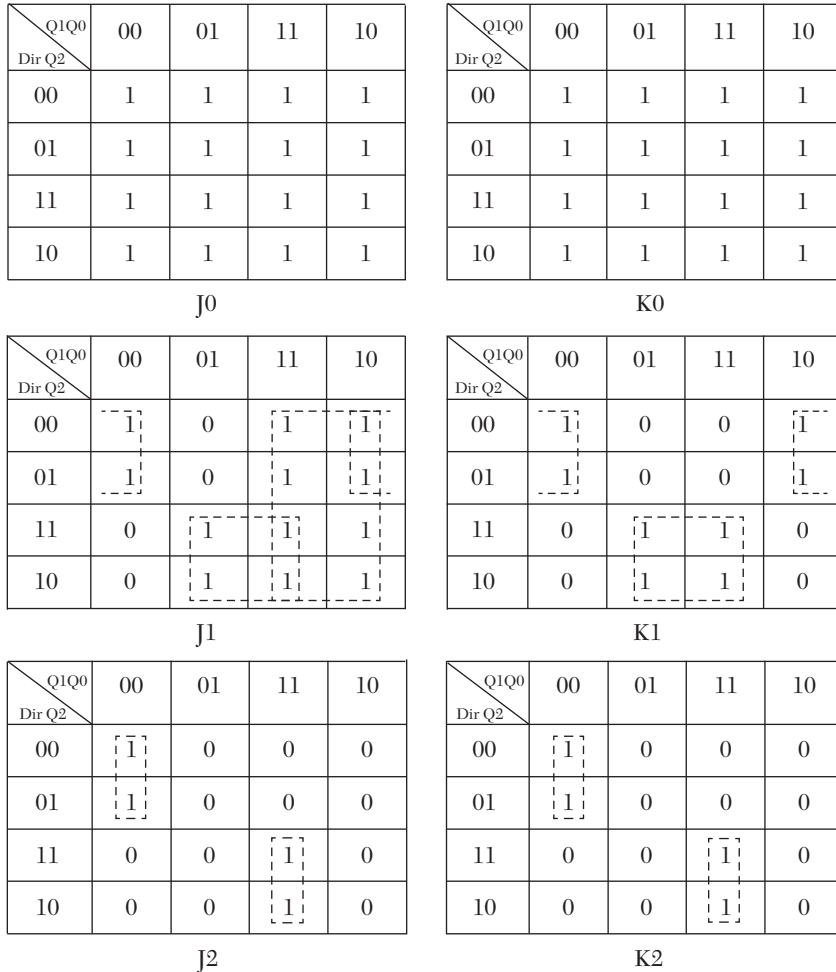 Q1Q0 00 01 11 10 Q1Q0 00 01 11 10
Dir Q2 Dir Q2
00 1 1 1 1 00 1 1 1 1
01 1 1 1 1 01 1 1 1 1
11 1 1 1 1 11 1 1 1 1
10 1 1 1 1 10 1 1 1 1
J0 K0
Q1Q0 00 01 11 10 Q1Q0 00 01 11 10
Dir Q2 Dir Q2
00 1 0 1 1 00 1 0 0 1
01 1 0 1 1 01 1 0 0 1
11 0 1 1 1 11 0 1 1 0
10 0 1 1 1 10 0 1 1 0
J1 K1
Q1Q0 00 01 11 10 Q1Q0 00 01 11 10
Dir Q2 Dir Q2
00 1 0 0 0 00 1 0 0 0
01 1 0 0 0 01 1 0 0 0
11 0 0 1 0 11 0 0 1 0
10 0 0 1 0 10 0 0 1 0
J2 K2